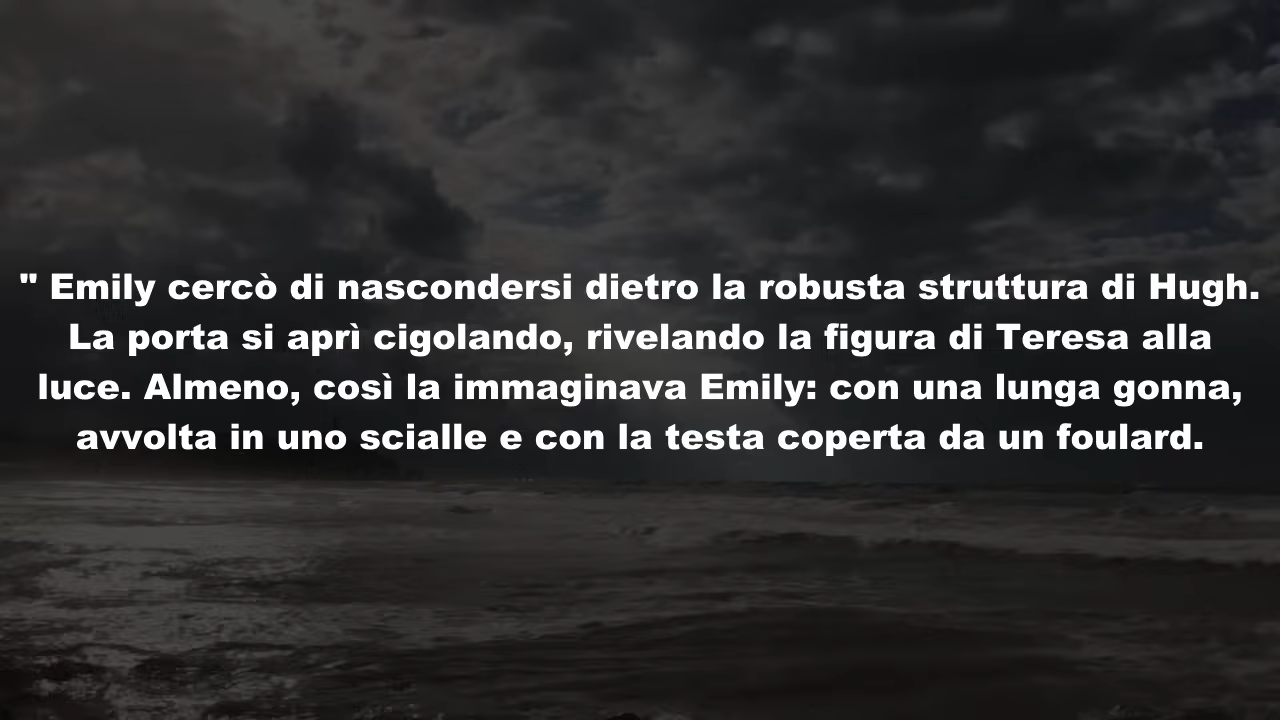 " Emily cercò di nascondersi dietro la robusta struttura di Hugh.
La porta si aprì cigolando, rivelando la figura di Teresa alla
luce. Almeno, così la immaginava Emily: con una lunga gonna,
avvolta in uno scialle e con la testa coperta da un foulard.